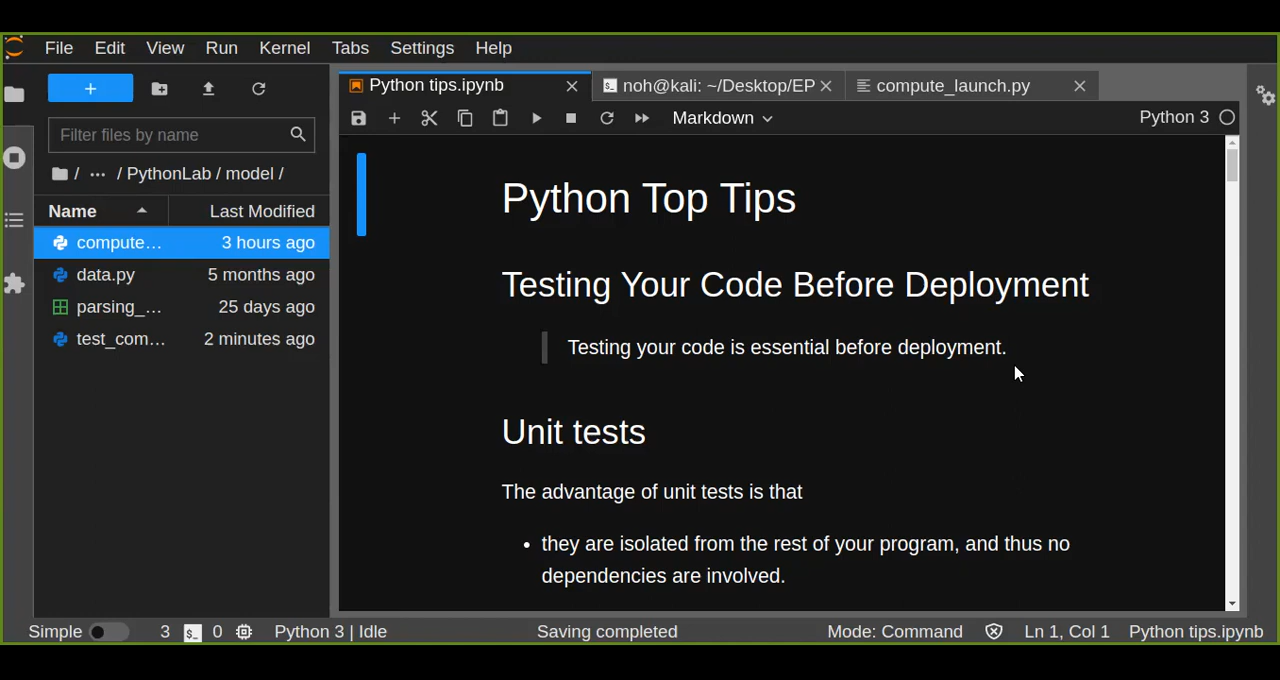 File Edit View Run Kernel Tabs Settings Help
+
Python tips.ipynb
noh@kali: ~/Desktop/EP
compute_launch.py
Filter files by name
Markdown
Python 3
/ ... / PythonLab / model /
Name Last Modified
compute... 3 hours ago
data.py 5 months ago
parsing_... 25 days ago
test_com... 2 minutes ago
Python Top Tips
Testing Your Code Before Deployment
Testing your code is essential before deployment.
Unit tests
The advantage of unit tests is that
• they are isolated from the rest of your program, and thus no
dependencies are involved.
Simple 3 $_ 0 Python 3 | Idle Saving completed Mode: Command Ln 1, Col 1 Python tips.ipynb